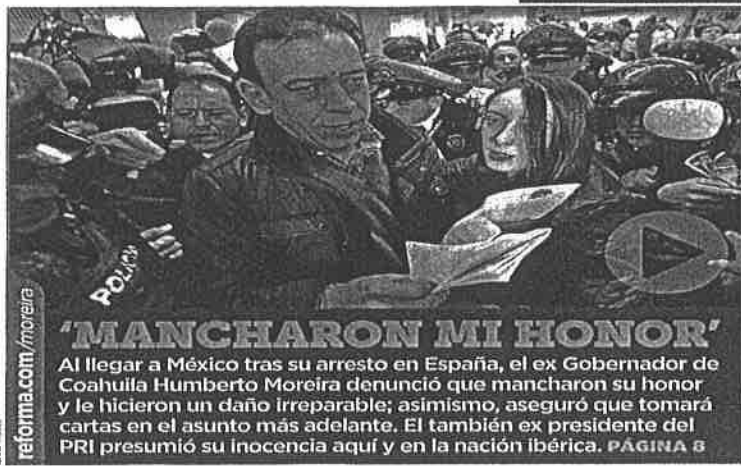 POLICÍA
reforma.com/moreira
‘MANCHARON MI HONOR’
Al llegar a México tras su arresto en España, el ex Gobernador de
Coahuila Humberto Moreira denunció que mancharon su honor
y le hicieron un daño irreparable; asimismo, aseguró que tomará
cartas en el asunto más adelante. El también ex presidente del
PRI presumió su inocencia aquí y en la nación ibérica. PÁGINA 8